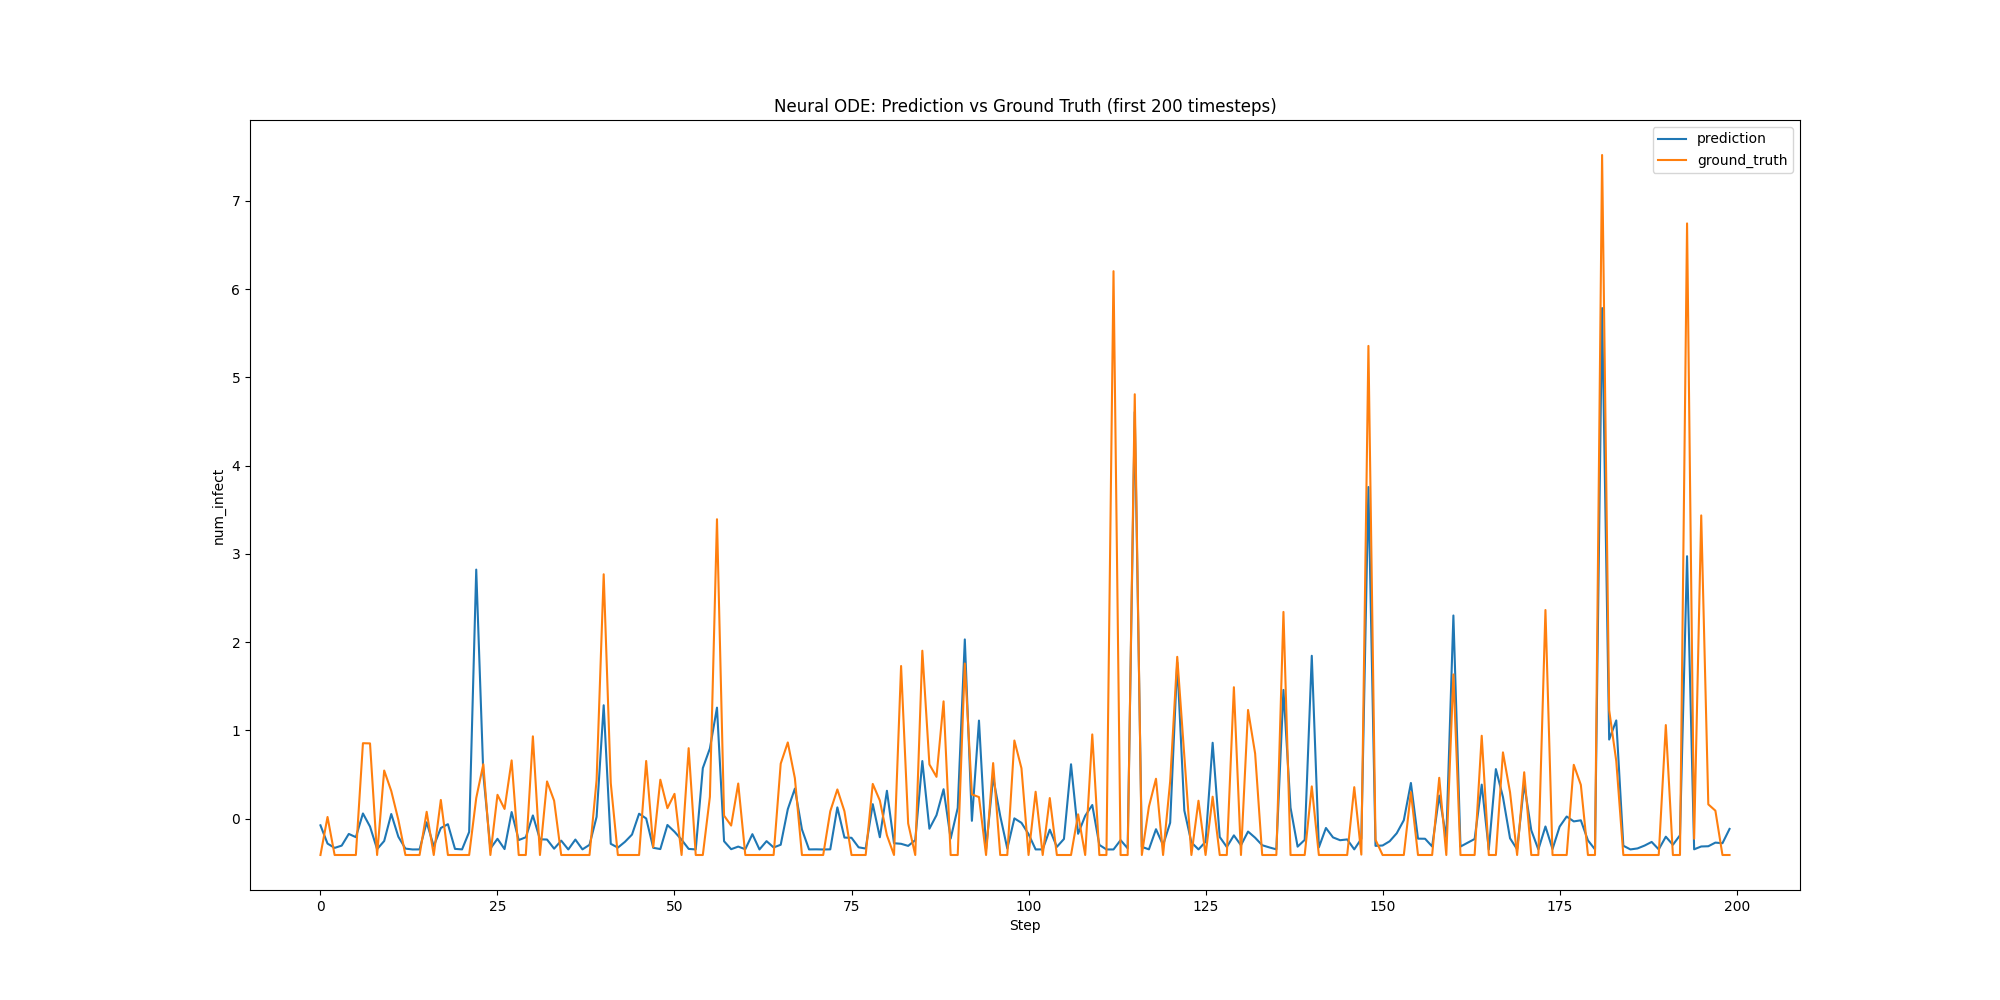 Neural ODE: Prediction vs Ground Truth (first 200 timesteps)
prediction
ground_truth
7
6
5
4
3
2
1
0
num_infect
0 25 50 75 100 125 150 175 200
Step